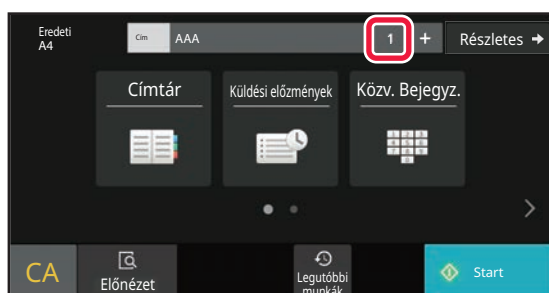 Eredeti
A4
Cím AAA 1 + Részletes
Címtár Küldési előzmények Közv. Bejegyz.
CA Előnézet Legutóbbi munkák Start